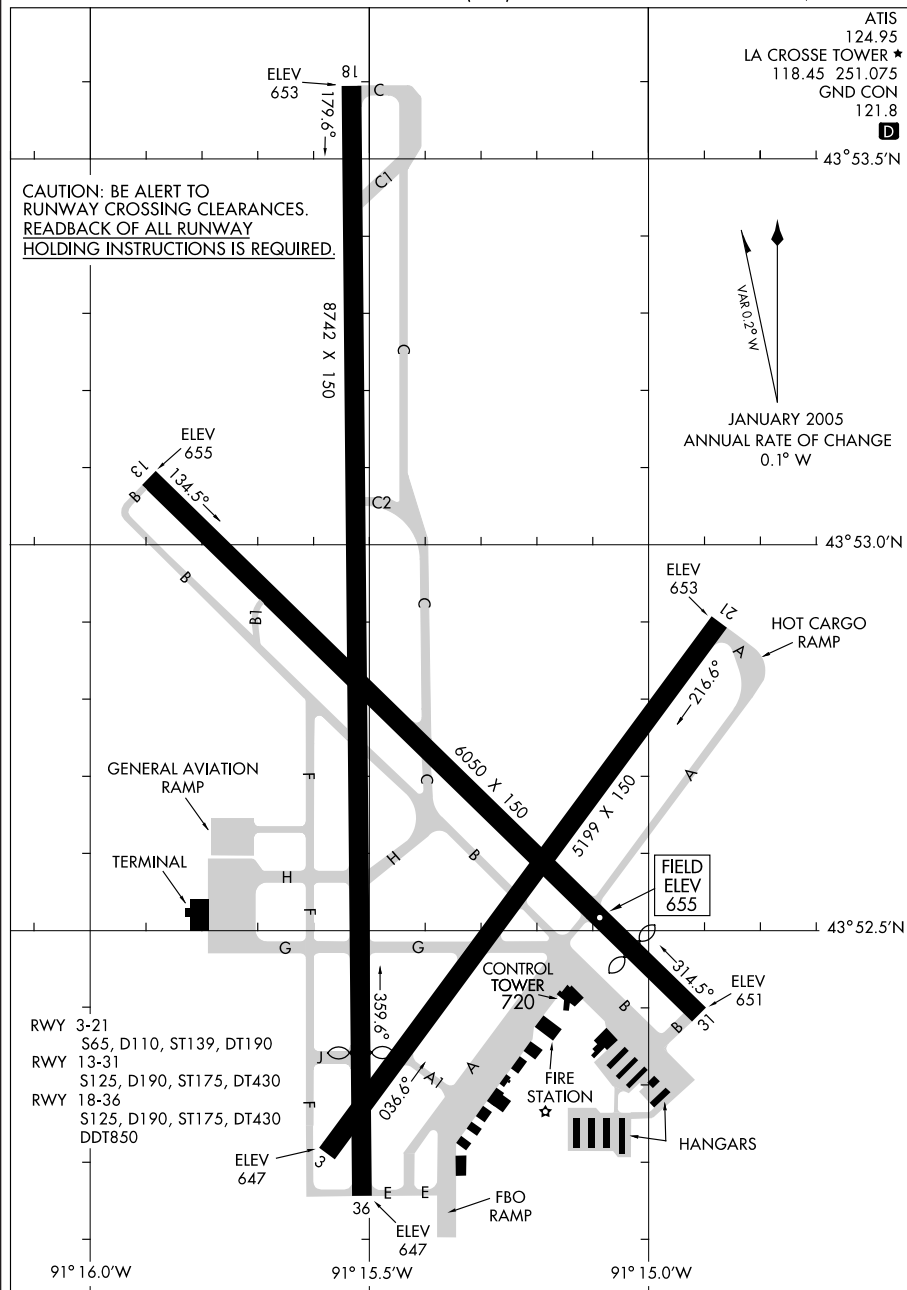 ATIS
124.95
LA CROSSE TOWER ★
118.45 251.075
GND CON
121.8
D
ELEV
653
18
C
179.6°
C1
43°53.5'N
CAUTION: BE ALERT TO
RUNWAY CROSSING CLEARANCES.
READBACK OF ALL RUNWAY
HOLDING INSTRUCTIONS IS REQUIRED.
VAR 0.2° W
8742 X 150
C
JANUARY 2005
ANNUAL RATE OF CHANGE
0.1° W
ELEV
655
13
134.5°
B
C2
43°53.0'N
B
B1
C
ELEV
653
21
HOT CARGO
RAMP
A
216.6°
GENERAL AVIATION
RAMP
F
C
6050 X 150
5199 X 150
A
TERMINAL
H
H
B
F
FIELD
ELEV
655
G
G
43°52.5'N
CONTROL
TOWER
720
314.5°
ELEV
651
31
B
B
359.6°
J
A1
A
036.9°
F
FIRE
STATION
HANGARS
RWY 3-21
S65, D110, ST139, DT190
RWY 13-31
S125, D190, ST175, DT430
RWY 18-36
S125, D190, ST175, DT430
DDT850
ELEV
647
3
36
E
E
ELEV
647
FBO
RAMP
91°16.0'W
91°15.5'W
91°15.0'W